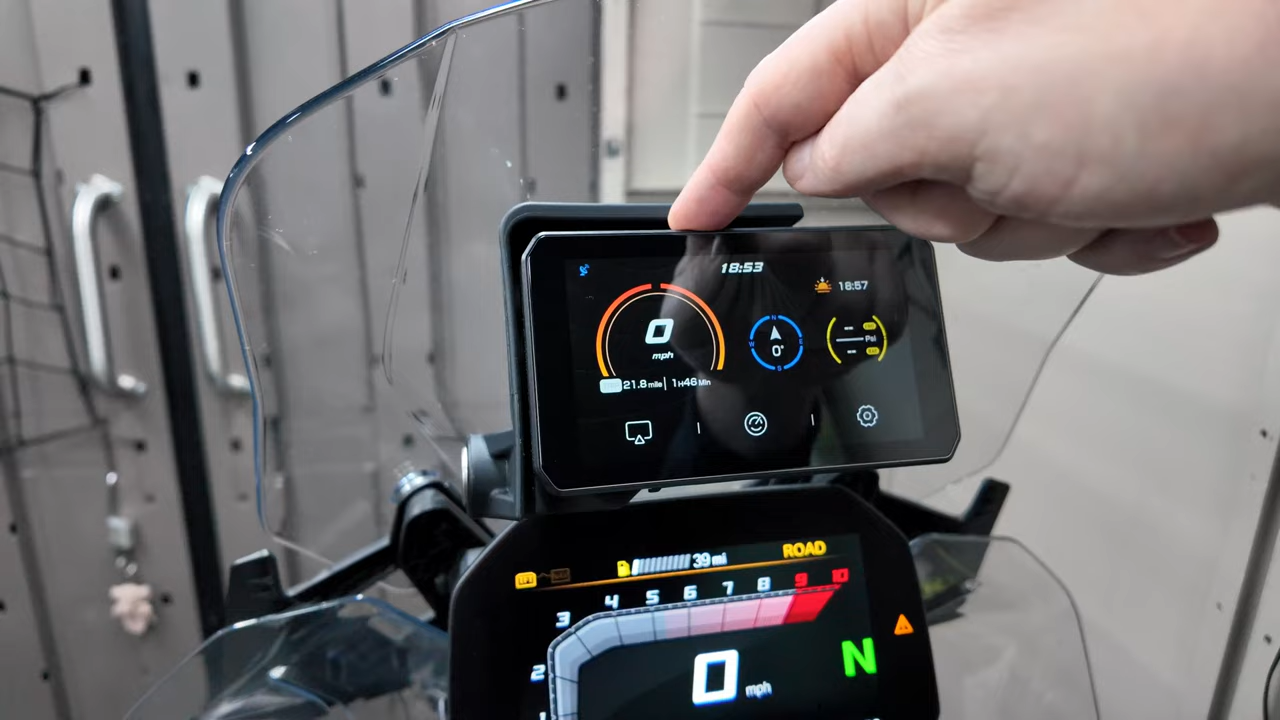 18:53
16:57
0
mph
N
W
E
S
0°
--
Psi
--
21.8 mile | 1H46 Min
39 mi
ROAD
1 2 3 4 5 6 7 8 9 10
0 mph
N